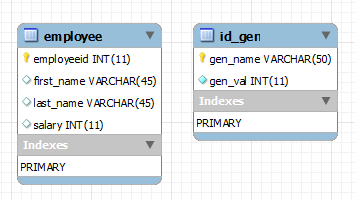 employee
employeeid INT(11)
first_name VARCHAR(45)
last_name VARCHAR(45)
salary INT(11)
Indexes
PRIMARY
id_gen
gen_name VARCHAR(50)
gen_val INT(11)
Indexes
PRIMARY